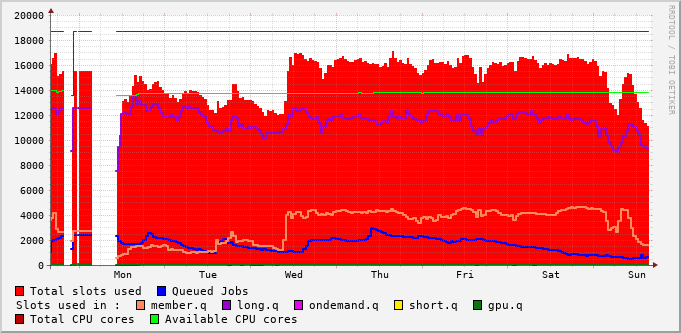 20000
18000
16000
14000
12000
10000
8000
6000
4000
2000
0
Mon Tue Wed Thu Fri Sat Sun
Total slots used Queued Jobs
Slots used in : member.q long.q ondemand.q short.q gpu.q
Total CPU cores Available CPU cores
RRDTOOL / TOBI OETIKER